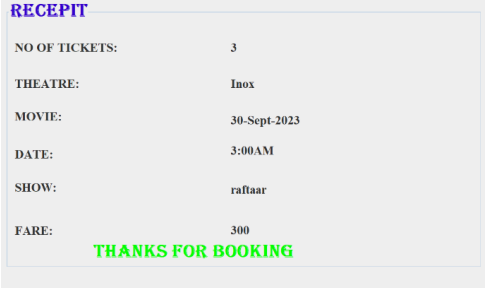 RECEPIT
NO OF TICKETS: 3
THEATRE: Inox
MOVIE: 30-Sept-2023
DATE: 3:00AM
SHOW: raftaar
FARE: 300
THANKS FOR BOOKING